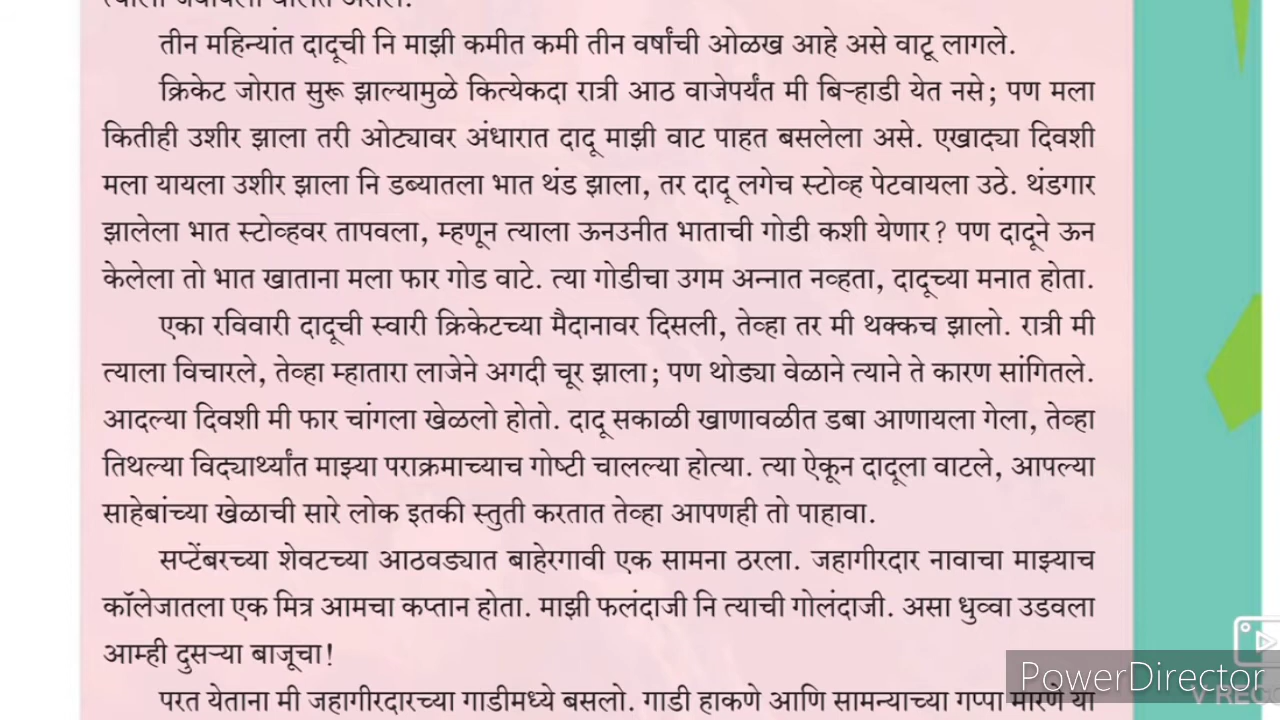 तीन महिन्यांत दादूची नि माझी कमीत कमी तीन वर्षांची ओळख आहे असे वाटू लागले.
क्रिकेट जोरात सुरू झाल्यामुळे कित्येकदा रात्री आठ वाजेपर्यंत मी बिऱ्हाडी येत नसे; पण मला
कितीही उशीर झाला तरी ओट्यावर अंधारात दादू माझी वाट पाहत बसलेला असे. एखाद्या दिवशी
मला यायला उशीर झाला नि डब्यातला भात थंड झाला, तर दादू लगेच स्टोव्ह पेटवायला उठे. थंडगार
झालेला भात स्टोव्हवर तापवला, म्हणून त्याला ऊनउनीत भाताची गोडी कशी येणार? पण दादूने ऊन
केलेला तो भात खाताना मला फार गोड वाटे. त्या गोडीचा उगम अन्नात नव्हता, दादूच्या मनात होता.
एका रविवारी दादूची स्वारी क्रिकेटच्या मैदानावर दिसली, तेव्हा तर मी थक्कच झालो. रात्री मी
त्याला विचारले, तेव्हा म्हातारा लाजेने अगदी चूर झाला; पण थोड्या वेळाने त्याने ते कारण सांगितले.
आदल्या दिवशी मी फार चांगला खेळलो होतो. दादू सकाळी खाणावळीत डबा आणायला गेला, तेव्हा
तिथल्या विद्यार्थ्यांत माझ्या पराक्रमाच्याच गोष्टी चालल्या होत्या. त्या ऐकून दादूला वाटले, आपल्या
साहेबांच्या खेळाची सारे लोक इतकी स्तुती करतात तेव्हा आपणही तो पाहावा.
सप्टेंबरच्या शेवटच्या आठवड्यात बाहेरगावी एक सामना ठरला. जहागीरदार नावाचा माझ्याच
कॉलेजातला एक मित्र आमचा कप्तान होता. माझी फलंदाजी नि त्याची गोलंदाजी. असा धुव्वा उडवला
आम्ही दुसऱ्या बाजूचा!
परत येताना मी जहागीरदारच्या गाडीमध्ये बसलो. गाडी हाकणे आणि सामन्याच्या गप्पा मारणे या
PowerDirector